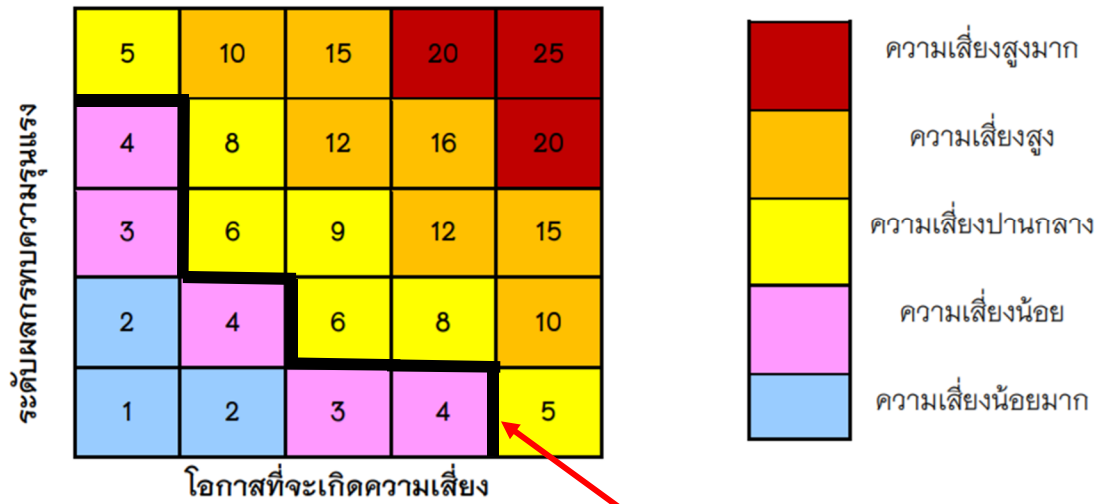 5 10 15 20 25
4 8 12 16 20
3 6 9 12 15
2 4 6 8 10
1 2 3 4 5
ระดับผลกรทบความรุนแรง
โอกาสที่จะเกิดความเสี่ยง
ความเสี่ยงสูงมาก
ความเสี่ยงสูง
ความเสี่ยงปานกลาง
ความเสี่ยงน้อย
ความเสี่ยงน้อยมาก